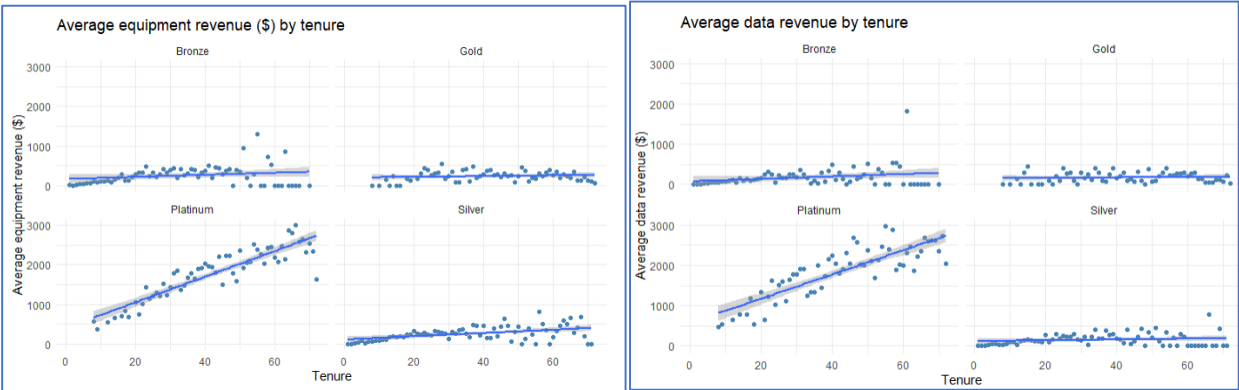 Average equipment revenue ($) by tenure
Bronze
Gold
3000
2000
1000
0
Average equipment revenue ($)
Platinum
Silver
3000
2000
1000
0
0
20
40
60
0
20
40
60
Tenure
Average data revenue by tenure
Bronze
Gold
3000
2000
1000
0
Average data revenue ($)
Platinum
Silver
3000
2000
1000
0
0
20
40
60
0
20
40
60
Tenure